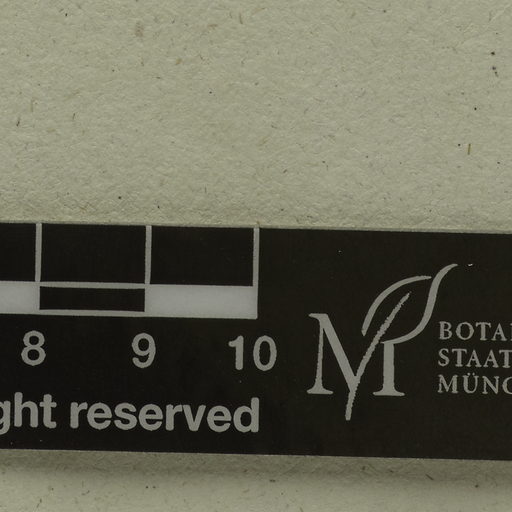 8 9 10
ght reserved
M
BOTA
STAAT
MÜNC